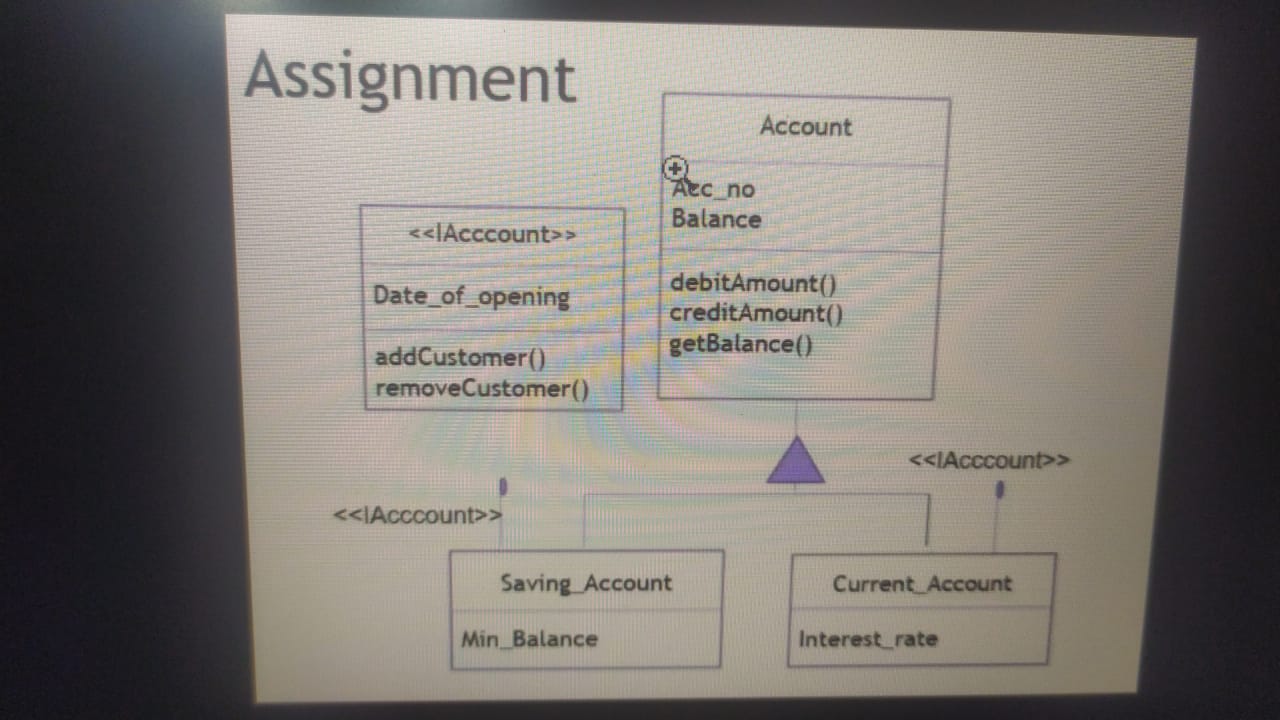 Assignment
Account
Acc_no
Balance
debitAmount()
creditAmount()
getBalance()
<<IAcccount>>
Date_of_opening
addCustomer()
removeCustomer()
<<IAcccount>>
<<IAcccount>>
Saving_Account
Min_Balance
Current_Account
Interest_rate